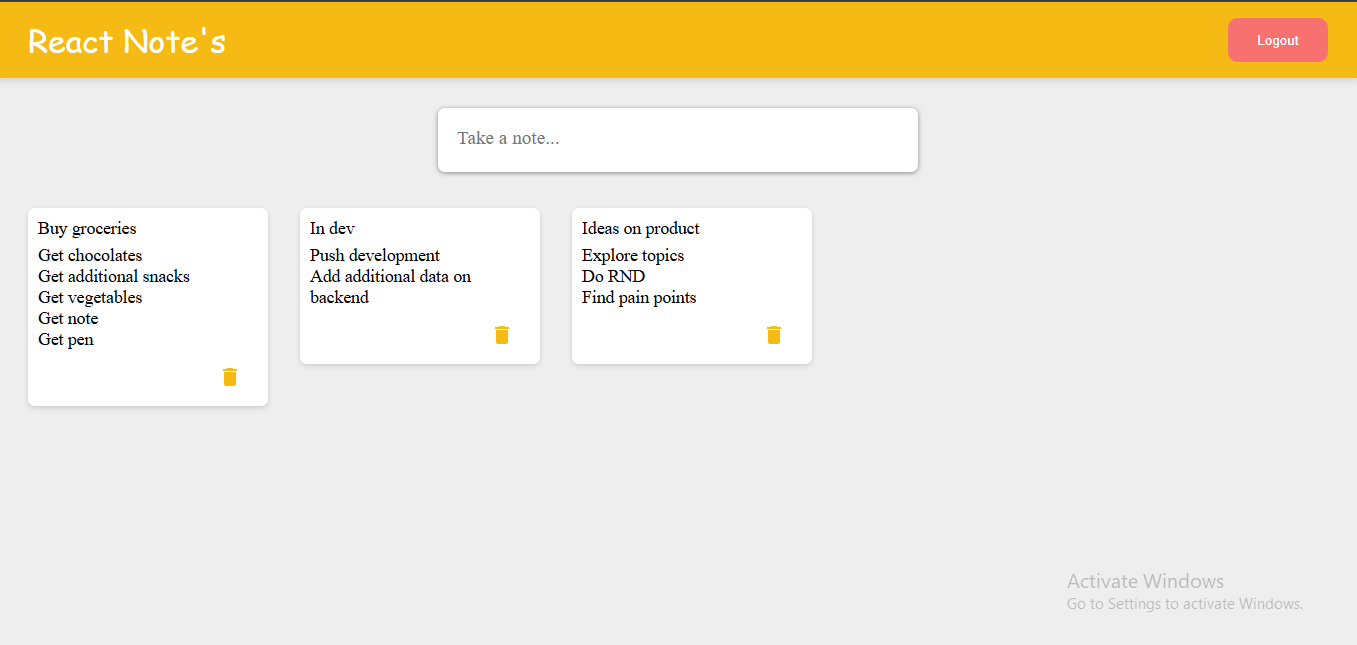 React Note's
Logout
Take a note...
Buy groceries
Get chocolates
Get additional snacks
Get vegetables
Get note
Get pen
In dev
Push development
Add additional data on
backend
Ideas on product
Explore topics
Do RND
Find pain points
Activate Windows
Go to Settings to activate Windows.